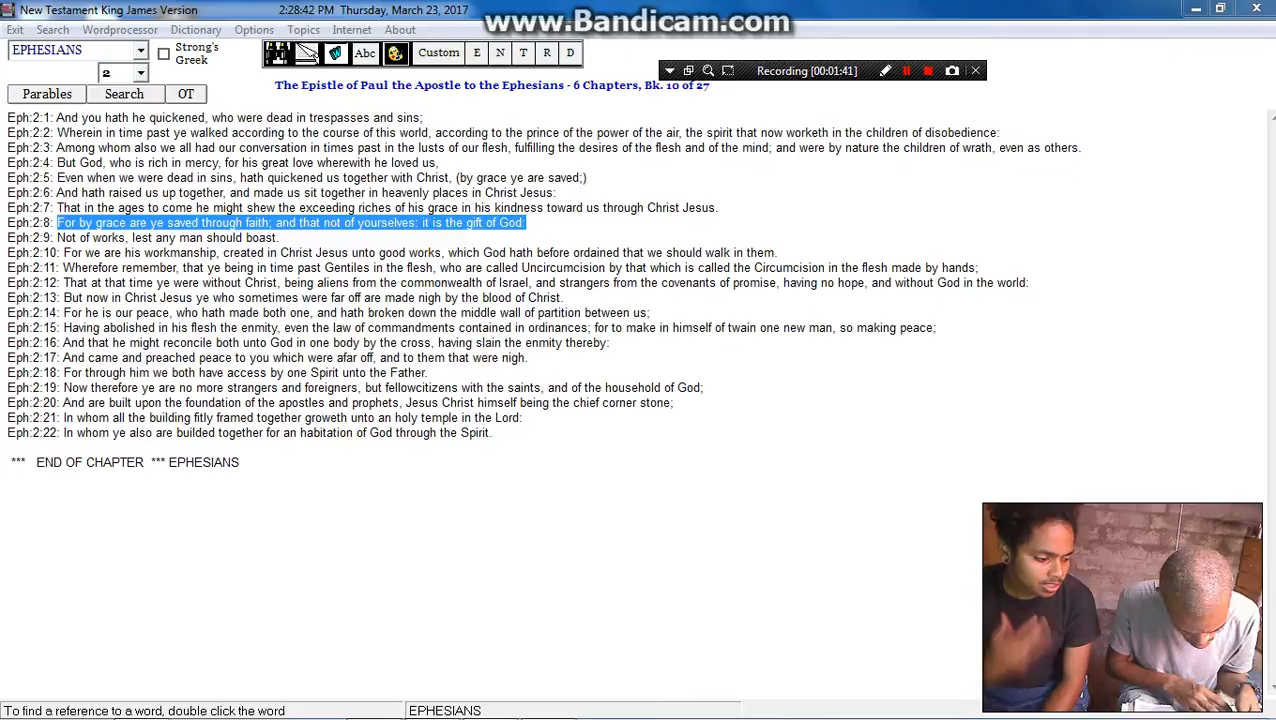 New Testament King James Version
2:28:42 PM Thursday, March 23, 2017
www.Bandicam.com
Exit Search Wordprocessor Dictionary Options Topics Internet About
EPHESIANS
Strong's
Greek
Abc Custom E N T R D
2
Recording [00:01:41]
The Epistle of Paul the Apostle to the Ephesians - 6 Chapters, Bk. 10 of 27
Parables Search OT
Eph:2:1: And you hath he quickened, who were dead in trespasses and sins;
Eph:2:2: Wherein in time past ye walked according to the course of this world, according to the prince of the power of the air, the spirit that now worketh in the children of disobedience:
Eph:2:3: Among whom also we all had our conversation in times past in the lusts of our flesh, fulfilling the desires of the flesh and of the mind; and were by nature the children of wrath, even as others.
Eph:2:4: But God, who is rich in mercy, for his great love wherewith he loved us,
Eph:2:5: Even when we were dead in sins, hath quickened us together with Christ, (by grace ye are saved;)
Eph:2:6: And hath raised us up together, and made us sit together in heavenly places in Christ Jesus:
Eph:2:7: That in the ages to come he might shew the exceeding riches of his grace in his kindness toward us through Christ Jesus.
Eph:2:8: For by grace are ye saved through faith; and that not of yourselves: it is the gift of God:
Eph:2:9: Not of works, lest any man should boast.
Eph:2:10: For we are his workmanship, created in Christ Jesus unto good works, which God hath before ordained that we should walk in them.
Eph:2:11: Wherefore remember, that ye being in time past Gentiles in the flesh, who are called Uncircumcision by that which is called the Circumcision in the flesh made by hands;
Eph:2:12: That at that time ye were without Christ, being aliens from the commonwealth of Israel, and strangers from the covenants of promise, having no hope, and without God in the world:
Eph:2:13: But now in Christ Jesus ye who sometimes were far off are made nigh by the blood of Christ.
Eph:2:14: For he is our peace, who hath made both one, and hath broken down the middle wall of partition between us;
Eph:2:15: Having abolished in his flesh the enmity, even the law of commandments contained in ordinances; for to make in himself of twain one new man, so making peace;
Eph:2:16: And that he might reconcile both unto God in one body by the cross, having slain the enmity thereby:
Eph:2:17: And came and preached peace to you which were afar off, and to them that were nigh.
Eph:2:18: For through him we both have access by one Spirit unto the Father.
Eph:2:19: Now therefore ye are no more strangers and foreigners, but fellowcitizens with the saints, and of the household of God;
Eph:2:20: And are built upon the foundation of the apostles and prophets, Jesus Christ himself being the chief corner stone;
Eph:2:21: In whom all the building fitly framed together groweth unto an holy temple in the Lord:
Eph:2:22: In whom ye also are builded together for an habitation of God through the Spirit.
*** END OF CHAPTER *** EPHESIANS
To find a reference to a word, double click the word
EPHESIANS